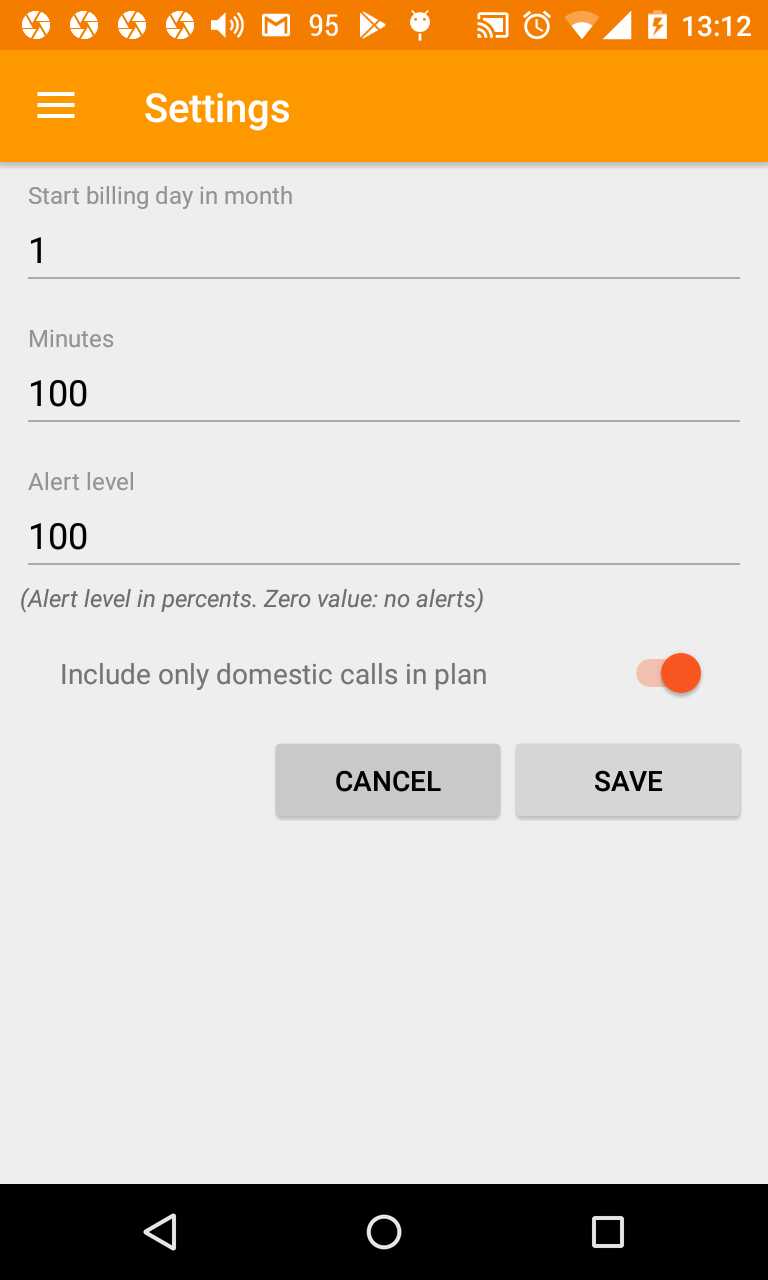 95 13:12
Settings
Start billing day in month
1
Minutes
100
Alert level
100
(Alert level in percents. Zero value: no alerts)
Include only domestic calls in plan
CANCEL SAVE